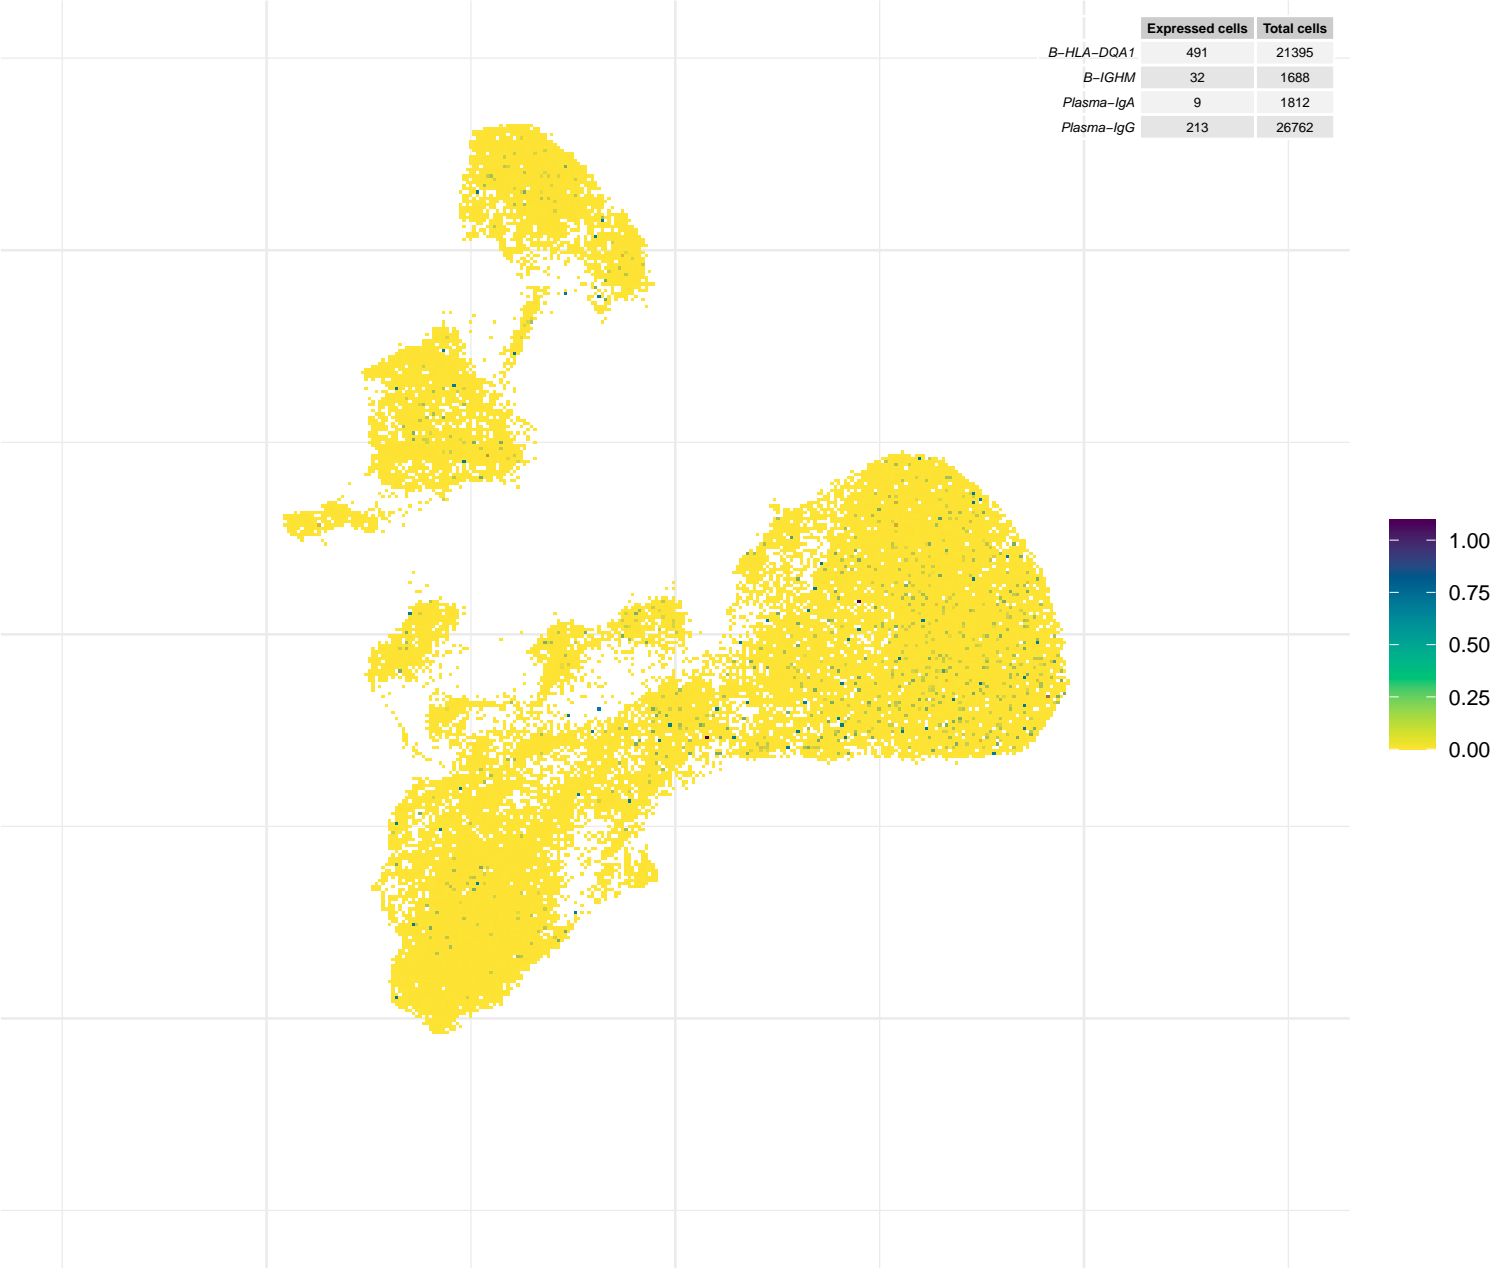 Expressed cells Total cells
B−HLA−DQA1 491 21395
B−IGHM 32 1688
Plasma−IgA 9 1812
Plasma−IgG 213 26762
1.00
0.75
0.50
0.25
0.00